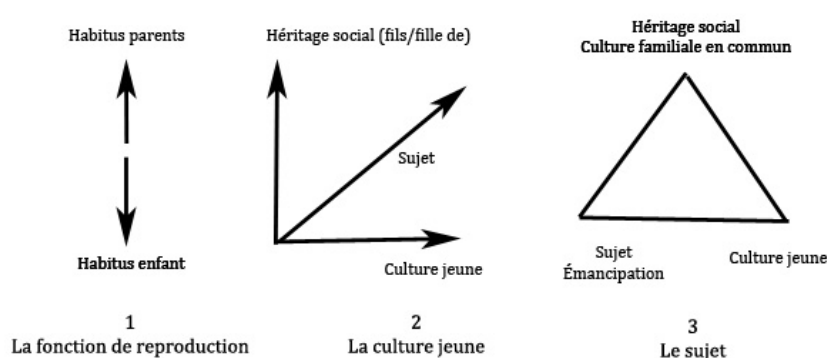 Habitus parents
Habitus enfant
1
La fonction de reproduction
Héritage social (fils/fille de)
Sujet
Culture jeune
2
La culture jeune
Héritage social
Culture familiale en commun
Sujet
Émancipation
Culture jeune
3
Le sujet